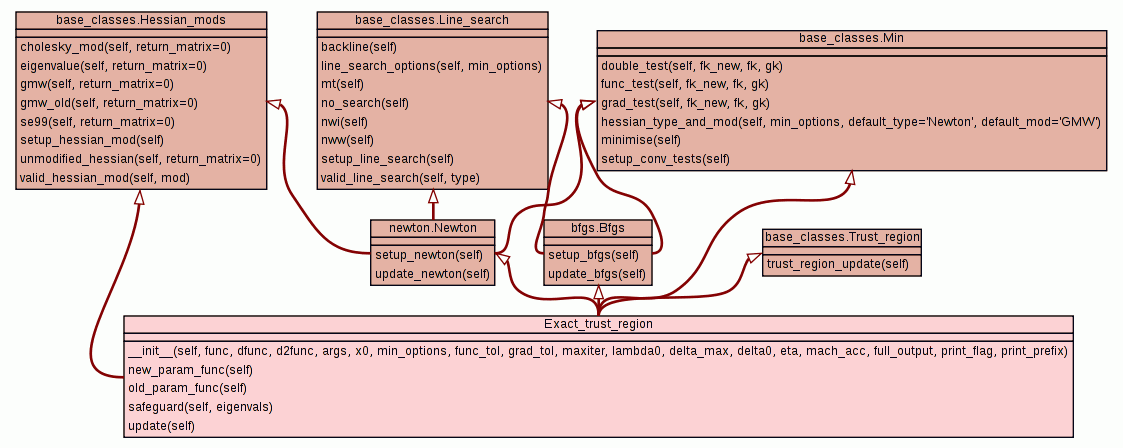 base_classes.Hessian_mods
cholesky_mod(self, return_matrix=0)
eigenvalue(self, return_matrix=0)
gmw(self, return_matrix=0)
gmw_old(self, return_matrix=0)
se99(self, return_matrix=0)
setup_hessian_mod(self)
unmodified_hessian(self, return_matrix=0)
valid_hessian_mod(self, mod)
base_classes.Line_search
backline(self)
line_search_options(self, min_options)
mt(self)
no_search(self)
nwi(self)
nww(self)
setup_line_search(self)
valid_line_search(self, type)
base_classes.Min
double_test(self, fk_new, fk, gk)
func_test(self, fk_new, fk, gk)
grad_test(self, fk_new, fk, gk)
hessian_type_and_mod(self, min_options, default_type='Newton', default_mod='GMW')
minimise(self)
setup_conv_tests(self)
newton.Newton
setup_newton(self)
update_newton(self)
bfgs.Bfgs
setup_bfgs(self)
update_bfgs(self)
base_classes.Trust_region
trust_region_update(self)
Exact_trust_region
__init__(self, func, dfunc, d2func, args, x0, min_options, func_tol, grad_tol, maxiter, lambda0, delta_max, delta0, eta, mach_acc, full_output, print_flag, print_prefix)
new_param_func(self)
old_param_func(self)
safeguard(self, eigenvals)
update(self)